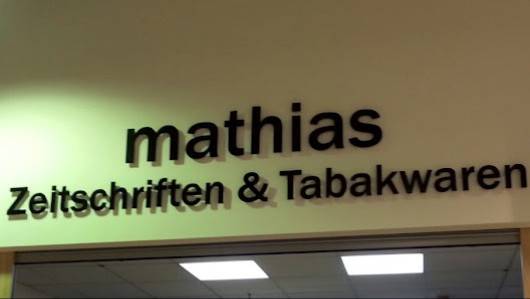 mathias
Zeitschriften & Tabakwaren